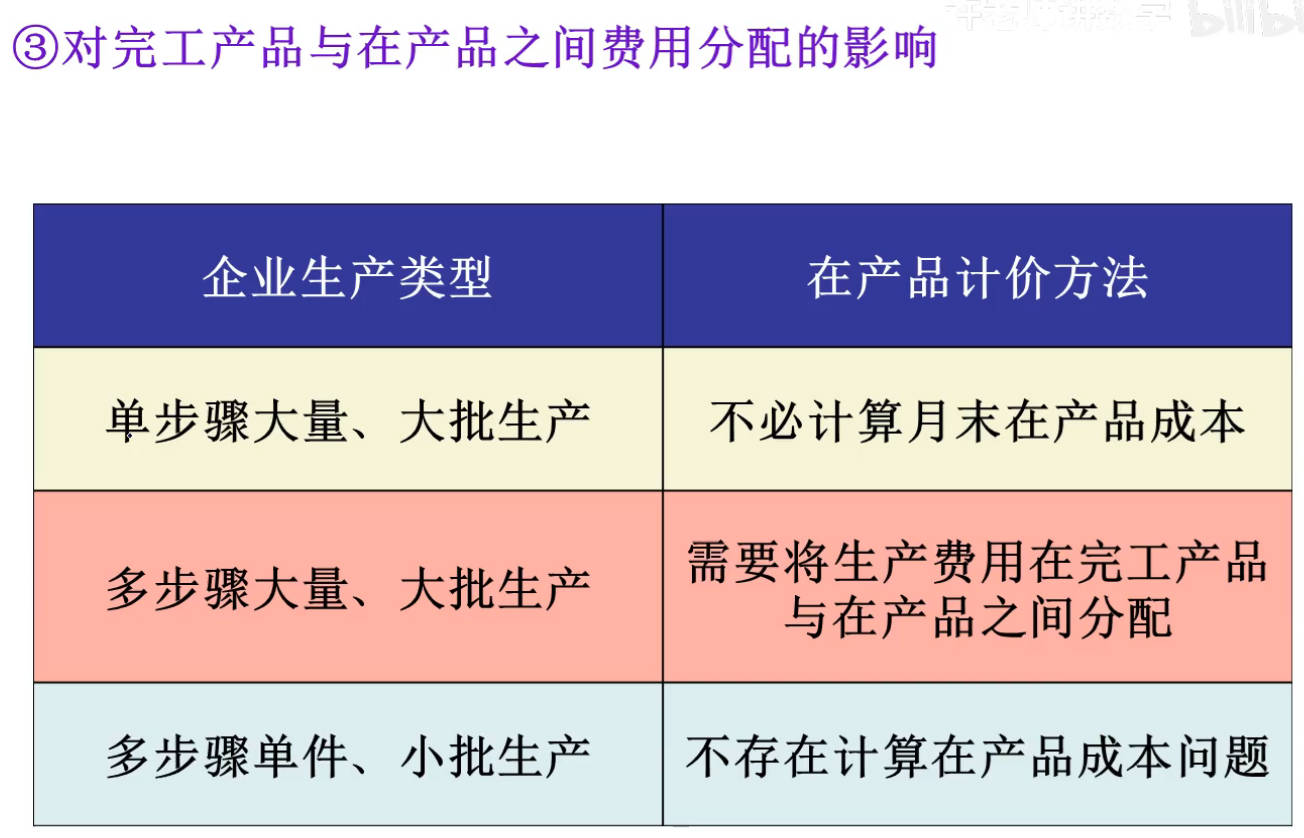 ③对完工产品与在产品之间费用分配的影响
企业生产类型
在产品计价方法
单步骤大量、大批生产
不必计算月末在产品成本
多步骤大量、大批生产
需要将生产费用在完工产品
与在产品之间分配
多步骤单件、小批生产
不存在计算在产品成本问题